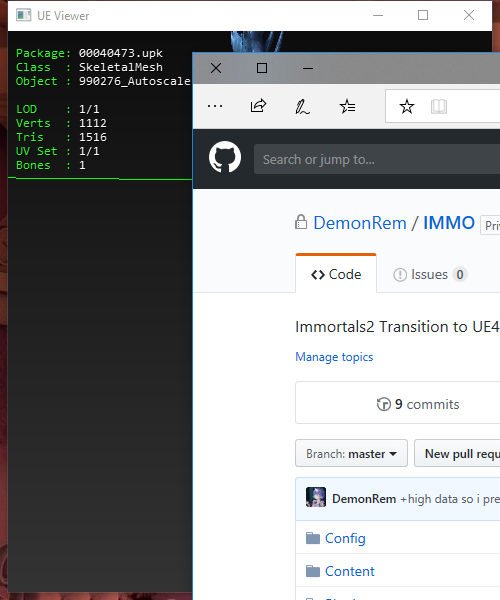 UE Viewer
Package: 00040473.upk
Class : SkeletalMesh
Object : 990276_Autoscale
LOD : 1/1
Verts : 1112
Tris : 1516
UV Set : 1/1
Bones : 1
Search or jump to...
DemonRem / IMMO Priv
Code
Issues 0
Immortals2 Transition to UE4
Manage topics
9 commits
Branch: master
New pull requ
DemonRem +high data so i pre
Config
Content